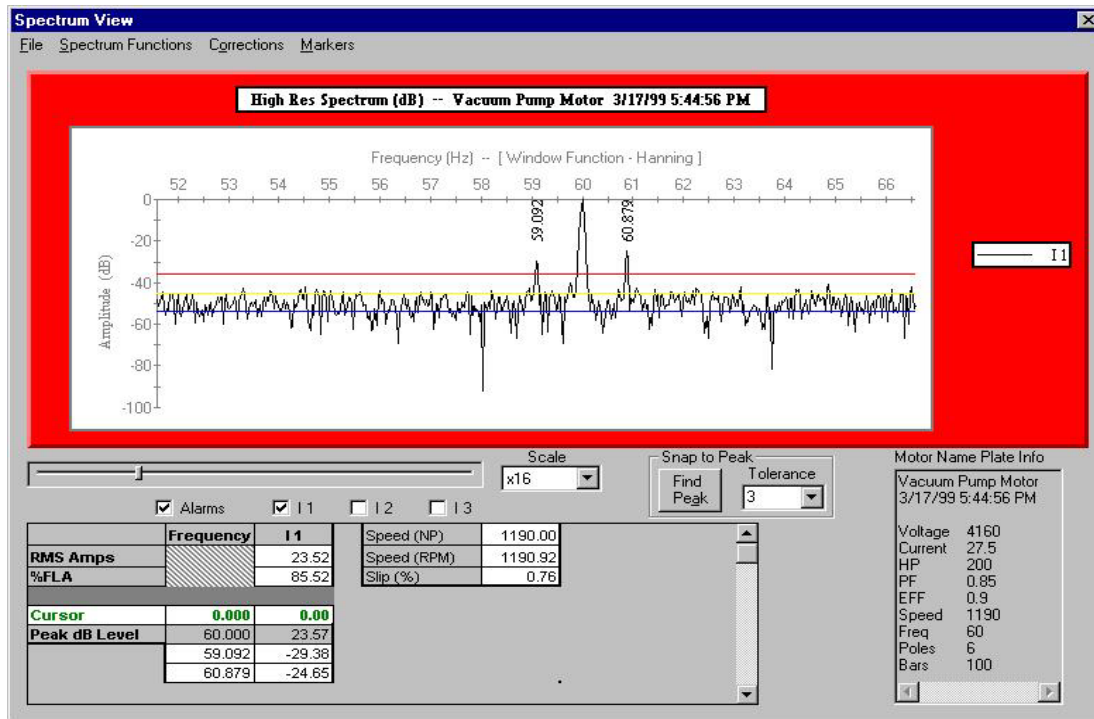 Spectrum View
File Spectrum Functions Corrections Markers
High Res Spectrum (dB) -- Vacuum Pump Motor 3/17/99 5:44:56 PM
Frequency (Hz) -- [ Window Function - Hanning ]
52 53 54 55 56 57 58 59 60 61 62 63 64 65 66
0
-20
-40
-60
-80
-100
Amplitude (dB)
59.092
60.879
I1
Scale
x16
Snap to Peak
Find Peak
Tolerance
3
Alarms I1 I2 I3
Frequency I1
RMS Amps 23.52
%FLA 85.52
Cursor 0.000 0.00
Peak dB Level 60.000 23.57
59.092 -29.38
60.879 -24.65
Speed (NP) 1190.00
Speed (RPM) 1190.92
Slip (%) 0.76
Motor Name Plate Info
Vacuum Pump Motor
3/17/99 5:44:56 PM
Voltage 4160
Current 27.5
HP 200
PF 0.85
EFF 0.9
Speed 1190
Freq 60
Poles 6
Bars 100